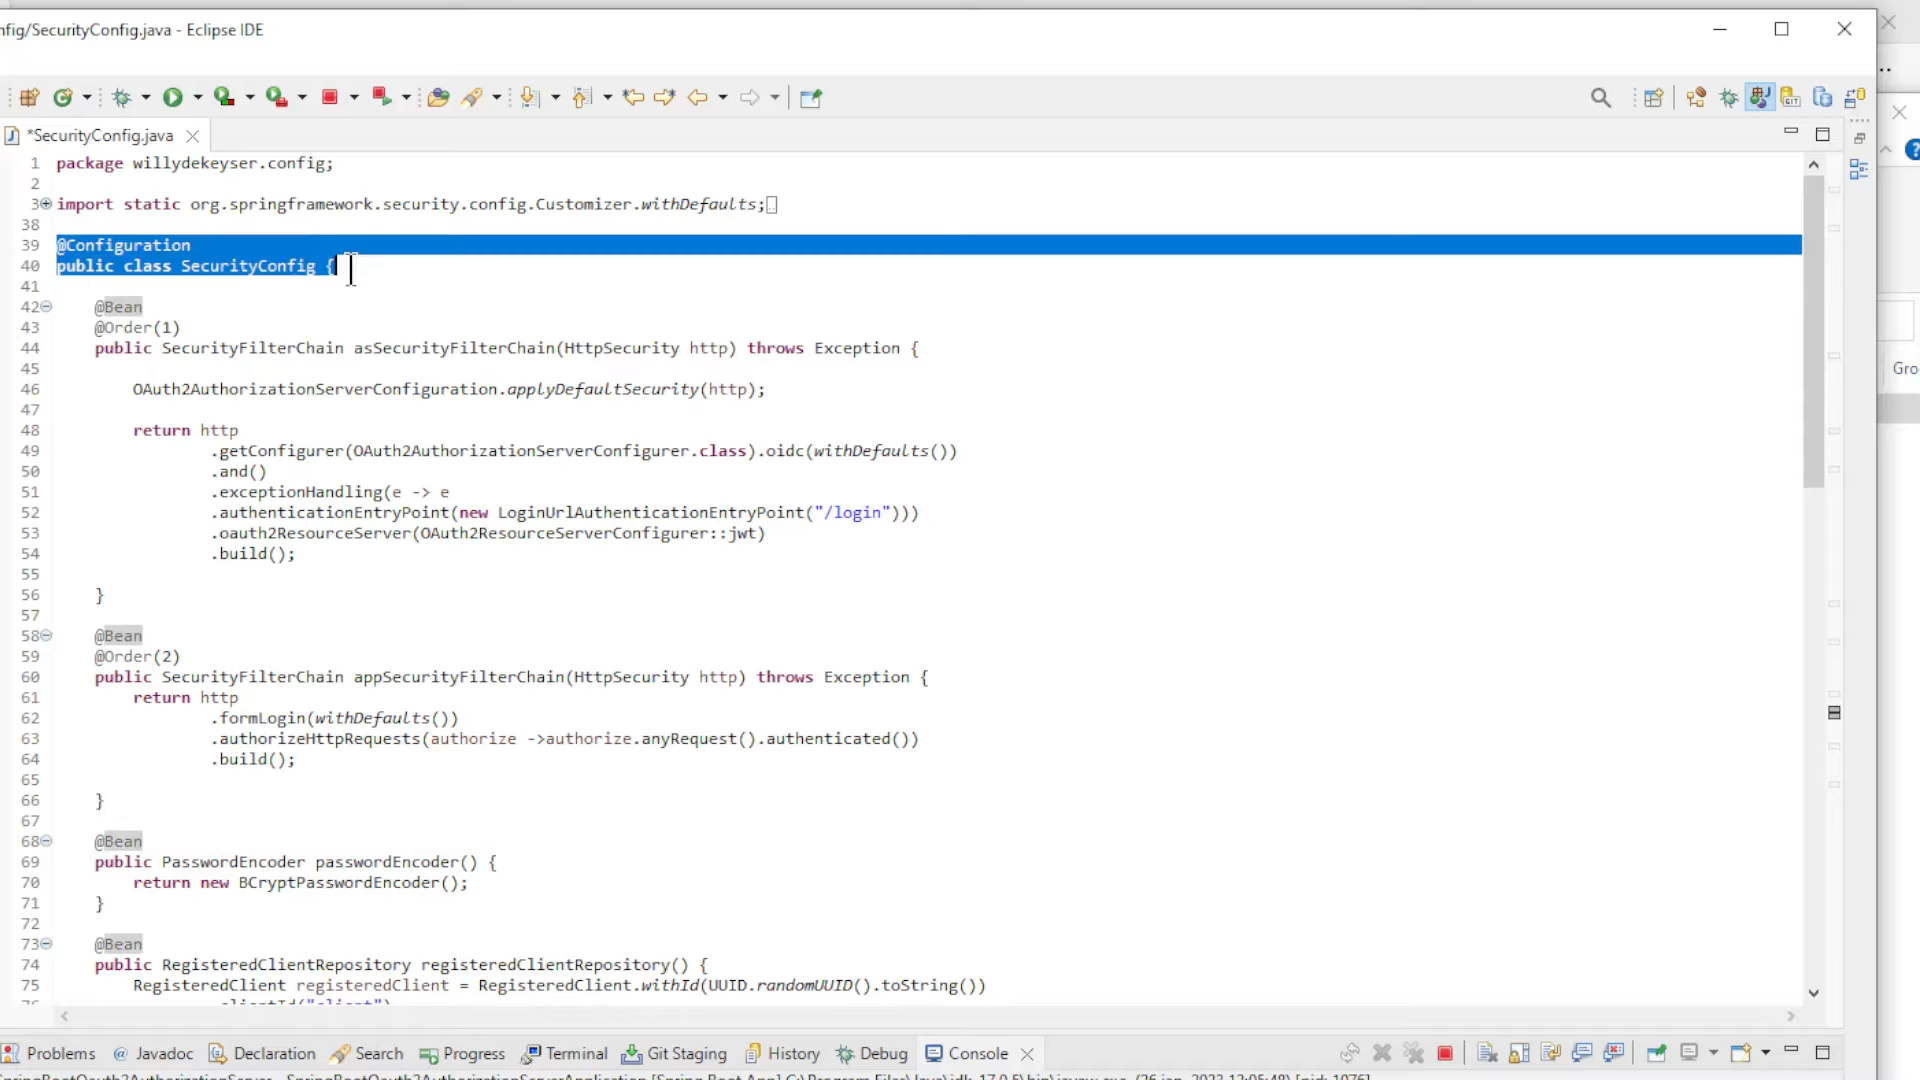 nfig/SecurityConfig.java - Eclipse IDE
*SecurityConfig.java
1 package willydekeyser.config;
2
3 import static org.springframework.security.config.Customizer.withDefaults;
38
39 @Configuration
40 public class SecurityConfig {
41
42 @Bean
43 @Order(1)
44 public SecurityFilterChain asSecurityFilterChain(HttpSecurity http) throws Exception {
45
46 OAuth2AuthorizationServerConfiguration.applyDefaultSecurity(http);
47
48 return http
49 .getConfigurer(OAuth2AuthorizationServerConfigurer.class).oidc(withDefaults())
50 .and()
51 .exceptionHandling(e -> e
52 .authenticationEntryPoint(new LoginUrlAuthenticationEntryPoint("/login")))
53 .oauth2ResourceServer(OAuth2ResourceServerConfigurer::jwt)
54 .build();
55
56 }
57
58 @Bean
59 @Order(2)
60 public SecurityFilterChain appSecurityFilterChain(HttpSecurity http) throws Exception {
61 return http
62 .formLogin(withDefaults())
63 .authorizeHttpRequests(authorize ->authorize.anyRequest().authenticated())
64 .build();
65
66 }
67
68 @Bean
69 public PasswordEncoder passwordEncoder() {
70 return new BCryptPasswordEncoder();
71 }
72
73 @Bean
74 public RegisteredClientRepository registeredClientRepository() {
75 RegisteredClient registeredClient = RegisteredClient.withId(UUID.randomUUID().toString())
Gro
Problems @ Javadoc Declaration Search Progress Terminal Git Staging History Debug Console